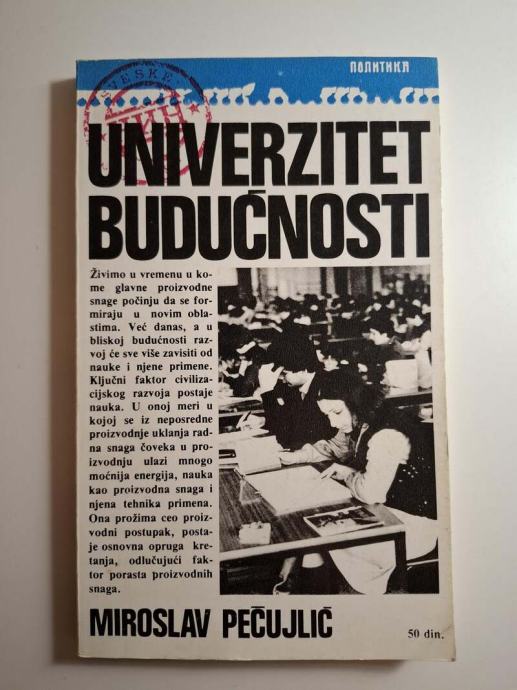 ПОЛИТИКА
SVESKE
НИН
UNIVERZITET
BUDUĆNOSTI
Živimo u vremenu u ko-
me glavne proizvodne
snage počinju da se for-
miraju u novim obla-
stima. Već danas, a u
bliskoj budućnosti raz-
voj će sve više zavisiti od
nauke i njene primene.
Ključni faktor civiliza-
cijskog razvoja postaje
nauka. U onoj meri u
kojoj se iz neposredne
proizvodnje uklanja rad-
na snaga čoveka u pro-
izvodnju ulazi mnogo
moćnija energija, nauka
kao proizvodna snaga i
njena tehnika primena.
Ona prožima ceo proiz-
vodni postupak, posta-
je osnovna opruga kre-
tanja, odlučujući fak-
tor porasta proizvodnih
snaga.
MIROSLAV PEČUJLIĆ
50 din.